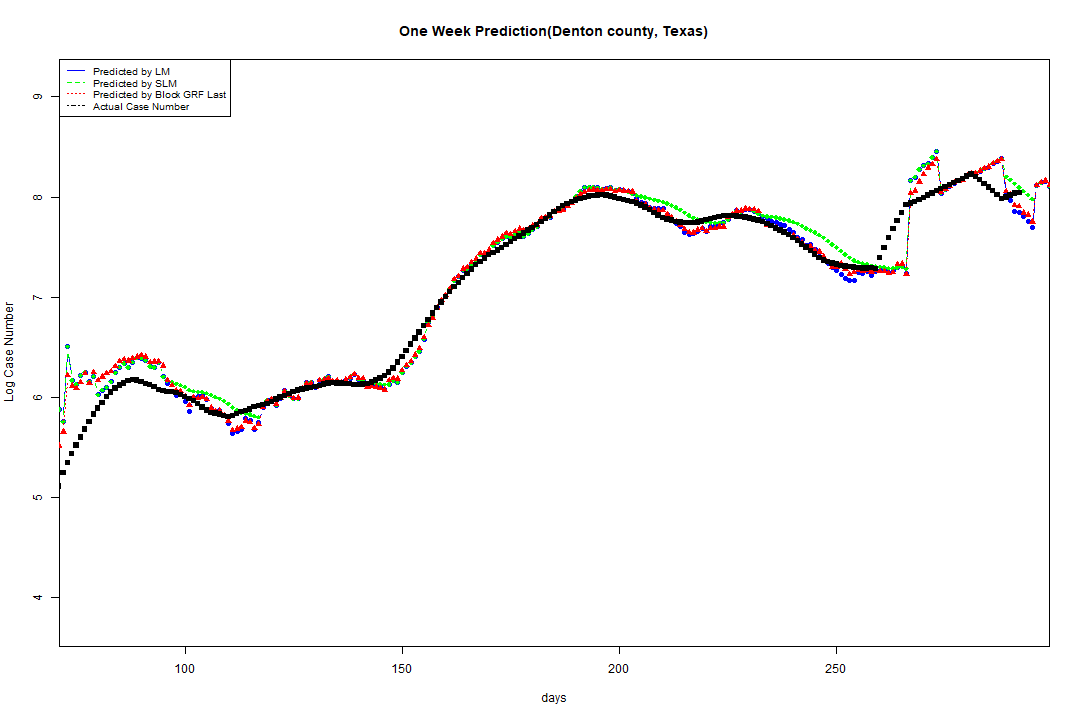 One Week Prediction(Denton county, Texas)
Predicted by LM
Predicted by SLM
Predicted by Block GRF Last
Actual Case Number
9
8
7
6
5
4
Log Case Number
100 150 200 250
days